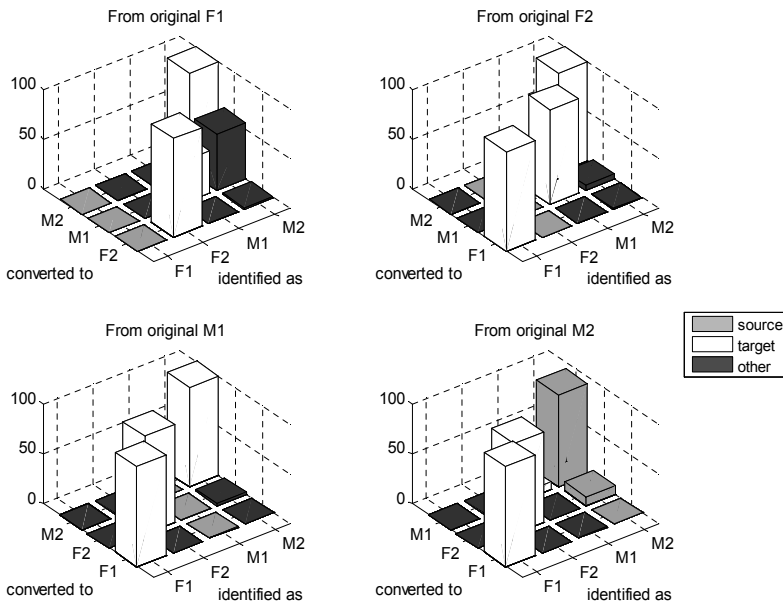 From original F1
100
50
0
M2
M1
F2
F1
F2
M1
M2
converted to
identified as
From original F2
100
50
0
M2
M1
F1
F1
F2
M1
M2
converted to
identified as
source
target
other
From original M1
100
50
0
M2
F2
F1
F1
F2
M1
M2
converted to
identified as
From original M2
100
50
0
M1
F2
F1
F1
F2
M1
M2
converted to
identified as